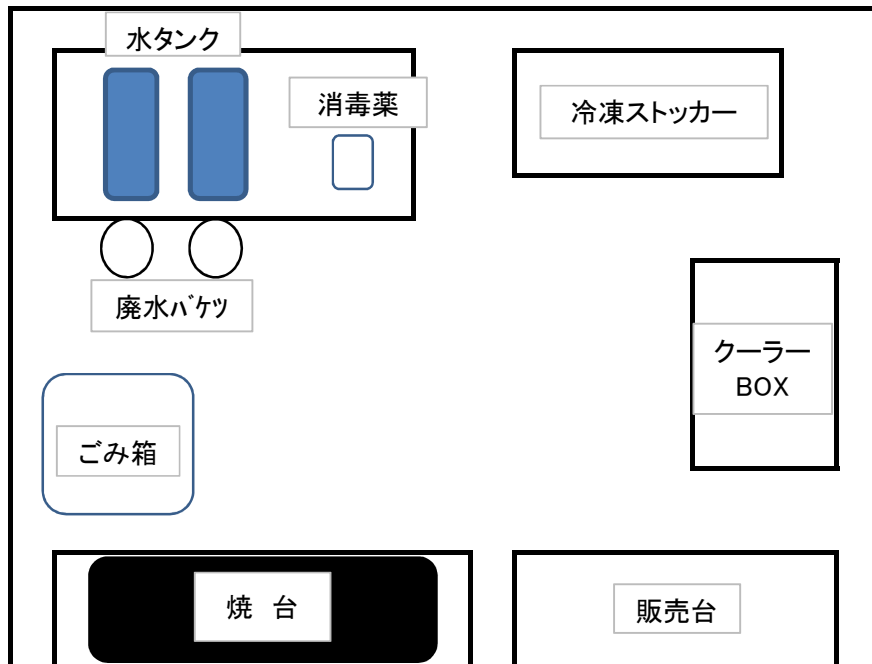 水タンク
消毒薬
冷凍ストッカー
廃水ﾊﾞｹﾂ
クーラー
BOX
ごみ箱
焼　台
販売台